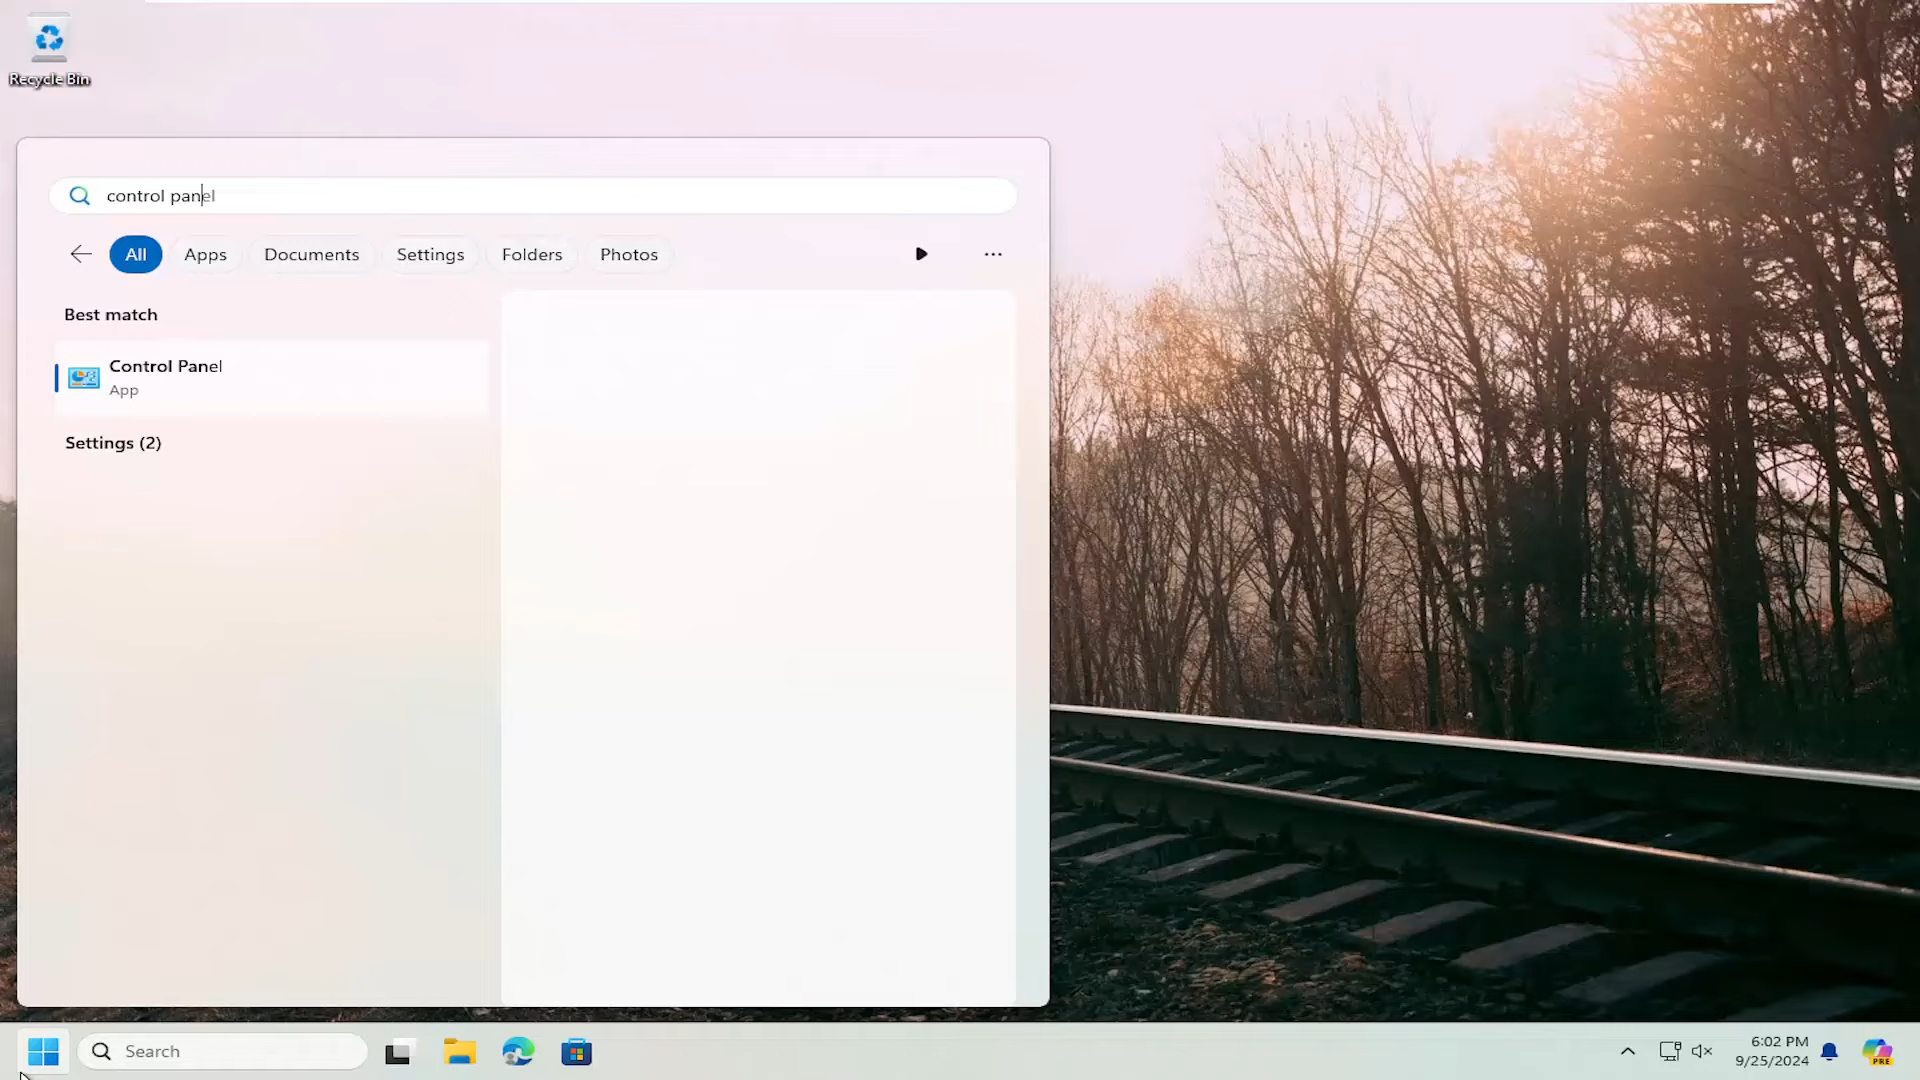 Recycle Bin
control panel
All
Apps
Documents
Settings
Folders
Photos
Best match
Control Panel
App
Settings (2)
Search
6:02 PM
9/25/2024
PRE